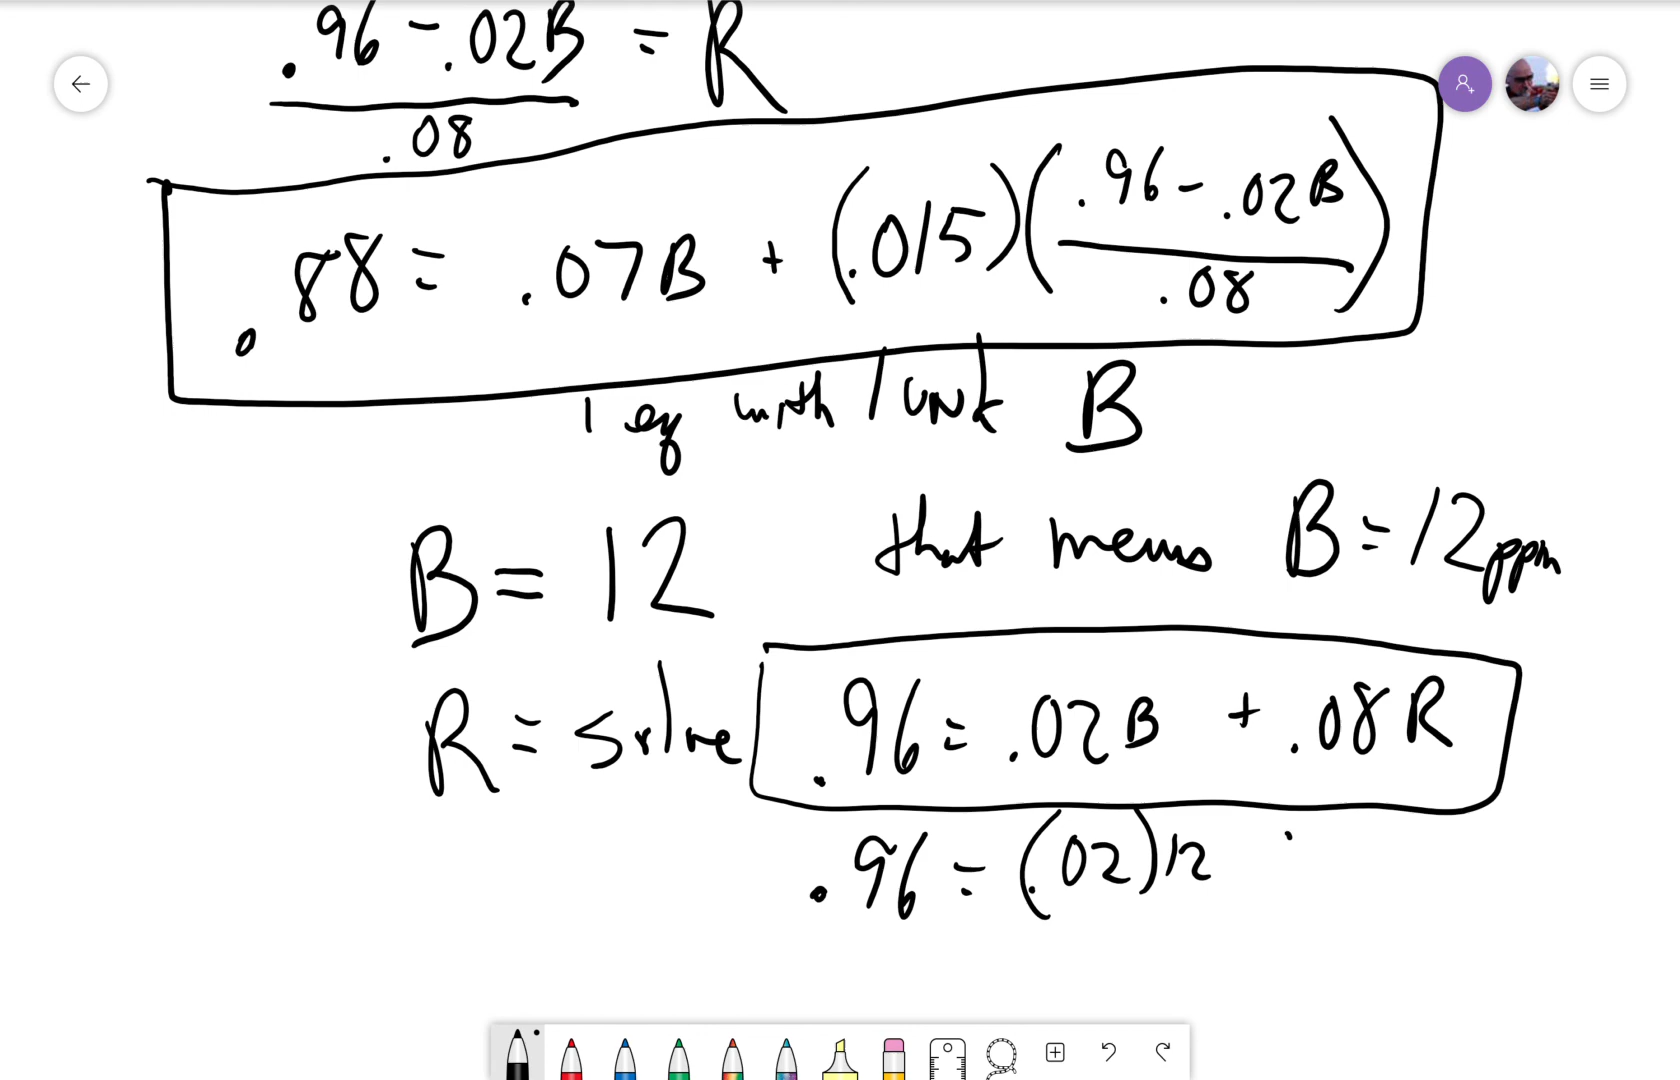 .96 - .02B = R
.08
.88 = .07B + (.015)(.96 - .02B / .08)
1 eq with 1 unk B
B = 12 that means B = 12ppm
R = solve .96 = .02B + .08R
.96 = (.02)12